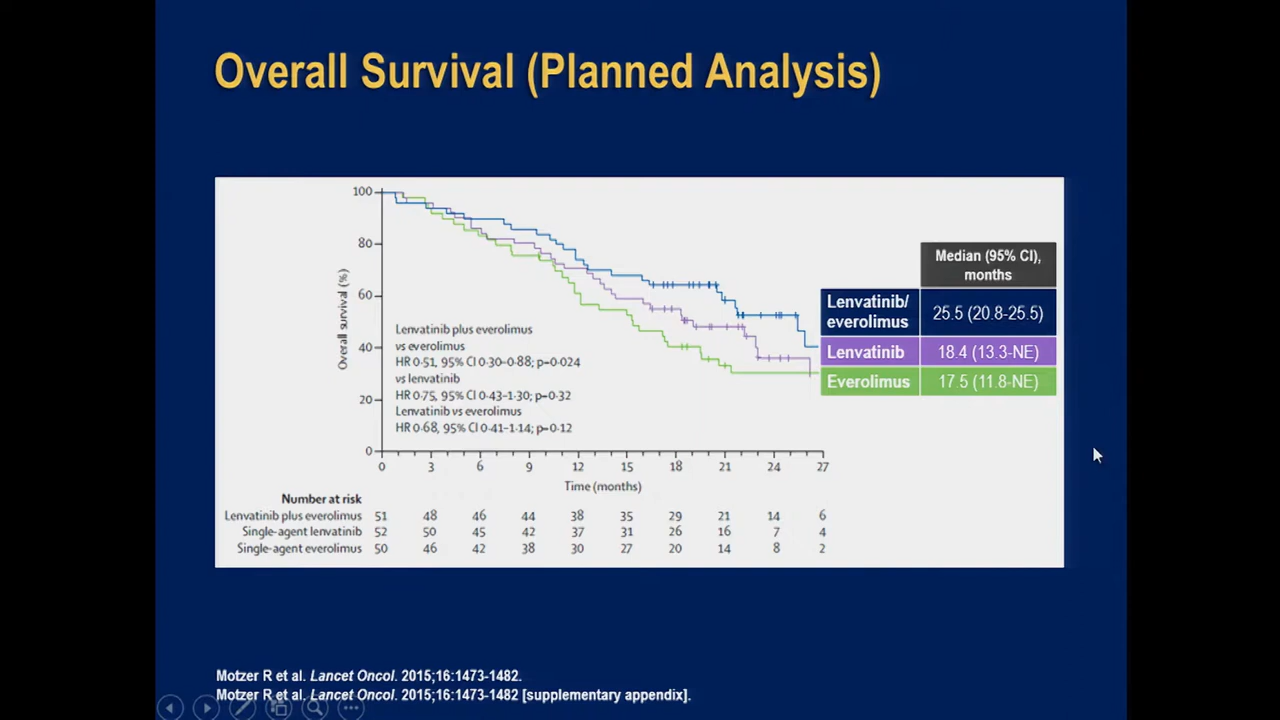 Overall Survival (Planned Analysis)
100
80
60
40
20
0
Overall survival (%)
Lenvatinib plus everolimus
vs everolimus
HR 0·51, 95% CI 0·30–0·88; p=0·024
vs lenvatinib
HR 0·75, 95% CI 0·43–1·30; p=0·32
Lenvatinib vs everolimus
HR 0·68, 95% CI 0·41–1·14; p=0·12
Median (95% CI),
months
Lenvatinib/
everolimus
25.5 (20.8-25.5)
Lenvatinib 18.4 (13.3-NE)
Everolimus 17.5 (11.8-NE)
0 3 6 9 12 15 18 21 24 27
Time (months)
Number at risk
Lenvatinib plus everolimus 51 48 46 44 38 35 29 21 14 6
Single-agent lenvatinib 52 50 45 42 37 31 26 16 7 4
Single-agent everolimus 50 46 42 38 30 27 20 14 8 2
Motzer R et al. Lancet Oncol. 2015;16:1473-1482.
Motzer R et al. Lancet Oncol. 2015;16:1473-1482 [supplementary appendix].